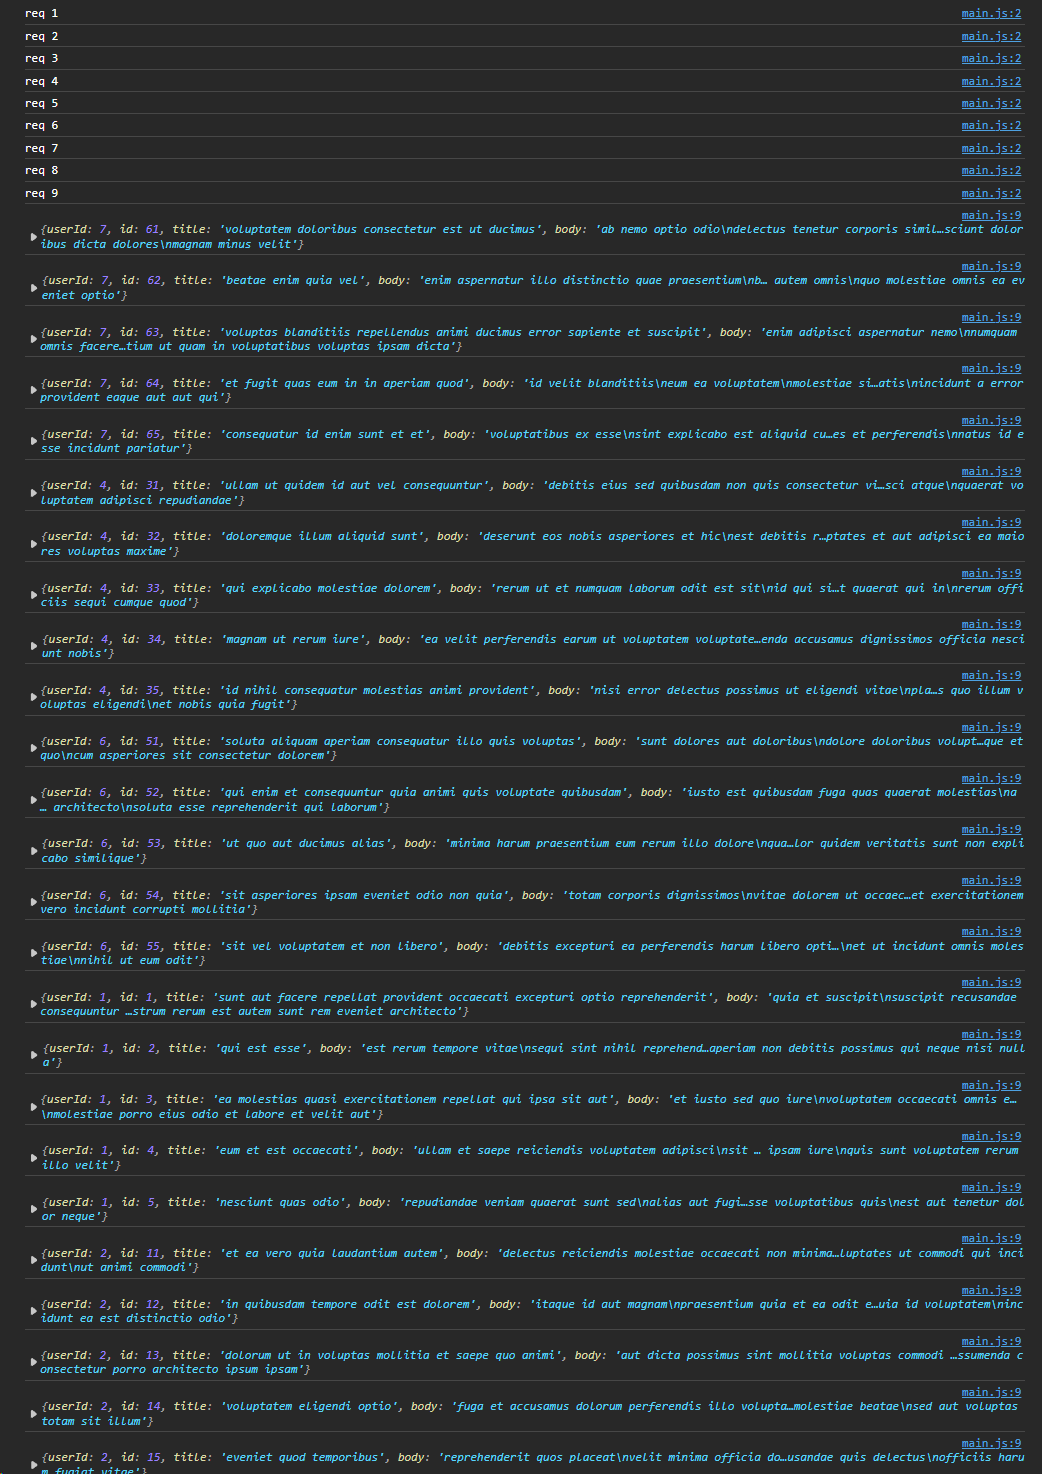 req 1 main.js:2
req 2 main.js:2
req 3 main.js:2
req 4 main.js:2
req 5 main.js:2
req 6 main.js:2
req 7 main.js:2
req 8 main.js:2
req 9 main.js:2
main.js:9
{userId: 7, id: 61, title: 'voluptatem doloribus consectetur est ut ducimus', body: 'ab nemo optio odio\ndelectus tenetur corporis simil…sciunt dolor
ibus dicta dolores\nmagnam minus velit'}
main.js:9
{userId: 7, id: 62, title: 'beatae enim quia vel', body: 'enim aspernatur illo distinctio quae praesentium\nb… autem omnis\nquo molestiae omnis ea ev
eniet optio'}
main.js:9
{userId: 7, id: 63, title: 'voluptas blanditiis repellendus animi ducimus error sapiente et suscipit', body: 'enim adipisci aspernatur nemo\nnumquam
omnis facere…tium ut quam in voluptatibus voluptas ipsam dicta'}
main.js:9
{userId: 7, id: 64, title: 'et fugit quas eum in in aperiam quod', body: 'id velit blanditiis\neum ea voluptatem\nmolestiae si…atis\nincidunt a error
provident eaque aut aut qui'}
main.js:9
{userId: 7, id: 65, title: 'consequatur id enim sunt et et', body: 'voluptatibus ex esse\nsint explicabo est aliquid cu…es et perferendis\nnatus id e
sse incidunt pariatur'}
main.js:9
{userId: 4, id: 31, title: 'ullam ut quidem id aut vel consequuntur', body: 'debitis eius sed quibusdam non quis consectetur vi…sci atque\nquaerat vo
luptatem adipisci repudiandae'}
main.js:9
{userId: 4, id: 32, title: 'doloremque illum aliquid sunt', body: 'deserunt eos nobis asperiores et hic\nest debitis r…ptates et aut adipisci ea maio
res voluptas maxime'}
main.js:9
{userId: 4, id: 33, title: 'qui explicabo molestiae dolorem', body: 'rerum ut et numquam laborum odit est sit\nid qui si…t quaerat qui in\nrerum offi
ciis sequi cumque quod'}
main.js:9
{userId: 4, id: 34, title: 'magnam ut rerum iure', body: 'ea velit perferendis earum ut voluptatem voluptate…enda accusamus dignissimos officia nesci
unt nobis'}
main.js:9
{userId: 4, id: 35, title: 'id nihil consequatur molestias animi provident', body: 'nisi error delectus possimus ut eligendi vitae\npla…s quo illum v
oluptas eligendi\net nobis quia fugit'}
main.js:9
{userId: 6, id: 51, title: 'soluta aliquam aperiam consequatur illo quis voluptas', body: 'sunt dolores aut doloribus\ndolore doloribus volupt…que et
quo\ncum asperiores sit consectetur dolorem'}
main.js:9
{userId: 6, id: 52, title: 'qui enim et consequuntur quia animi quis voluptate quibusdam', body: 'iusto est quibusdam fuga quas quaerat molestias\na
… architecto\nsoluta esse reprehenderit qui laborum'}
main.js:9
{userId: 6, id: 53, title: 'ut quo aut ducimus alias', body: 'minima harum praesentium eum rerum illo dolore\nqua…lor quidem veritatis sunt non expli
cabo similique'}
main.js:9
{userId: 6, id: 54, title: 'sit asperiores ipsam eveniet odio non quia', body: 'totam corporis dignissimos\nvitae dolorem ut occaec…et exercitationem
vero incidunt corrupti mollitia'}
main.js:9
{userId: 6, id: 55, title: 'sit vel voluptatem et non libero', body: 'debitis excepturi ea perferendis harum libero opti…\net ut incidunt omnis moles
tiae\nnihil ut eum odit'}
main.js:9
{userId: 1, id: 1, title: 'sunt aut facere repellat provident occaecati excepturi optio reprehenderit', body: 'quia et suscipit\nsuscipit recusandae
consequuntur …strum rerum est autem sunt rem eveniet architecto'}
main.js:9
{userId: 1, id: 2, title: 'qui est esse', body: 'est rerum tempore vitae\nsequi sint nihil reprehend…aperiam non debitis possimus qui neque nisi null
a'}
main.js:9
{userId: 1, id: 3, title: 'ea molestias quasi exercitationem repellat qui ipsa sit aut', body: 'et iusto sed quo iure\nvoluptatem occaecati omnis e…
\nmolestiae porro eius odio et labore et velit aut'}
main.js:9
{userId: 1, id: 4, title: 'eum et est occaecati', body: 'ullam et saepe reiciendis voluptatem adipisci\nsit … ipsam iure\nquis sunt voluptatem rerum
illo velit'}
main.js:9
{userId: 1, id: 5, title: 'nesciunt quas odio', body: 'repudiandae veniam quaerat sunt sed\nalias aut fugi…sse voluptatibus quis\nest aut tenetur dol
or neque'}
main.js:9
{userId: 2, id: 11, title: 'et ea vero quia laudantium autem', body: 'delectus reiciendis molestiae occaecati non minima…luptates ut commodi qui inci
dunt\nut animi commodi'}
main.js:9
{userId: 2, id: 12, title: 'in quibusdam tempore odit est dolorem', body: 'itaque id aut magnam\npraesentium quia et ea odit e…uia id voluptatem\ninc
idunt ea est distinctio odio'}
main.js:9
{userId: 2, id: 13, title: 'dolorum ut in voluptas mollitia et saepe quo animi', body: 'aut dicta possimus sint mollitia voluptas commodi …ssumenda c
onsectetur porro architecto ipsum ipsam'}
main.js:9
{userId: 2, id: 14, title: 'voluptatem eligendi optio', body: 'fuga et accusamus dolorum perferendis illo volupta…molestiae beatae\nsed aut voluptas
totam sit illum'}
main.js:9
{userId: 2, id: 15, title: 'eveniet quod temporibus', body: 'reprehenderit quos placeat\nvelit minima officia do…usandae quis delectus\nofficiis haru
m fugiat vitae'}